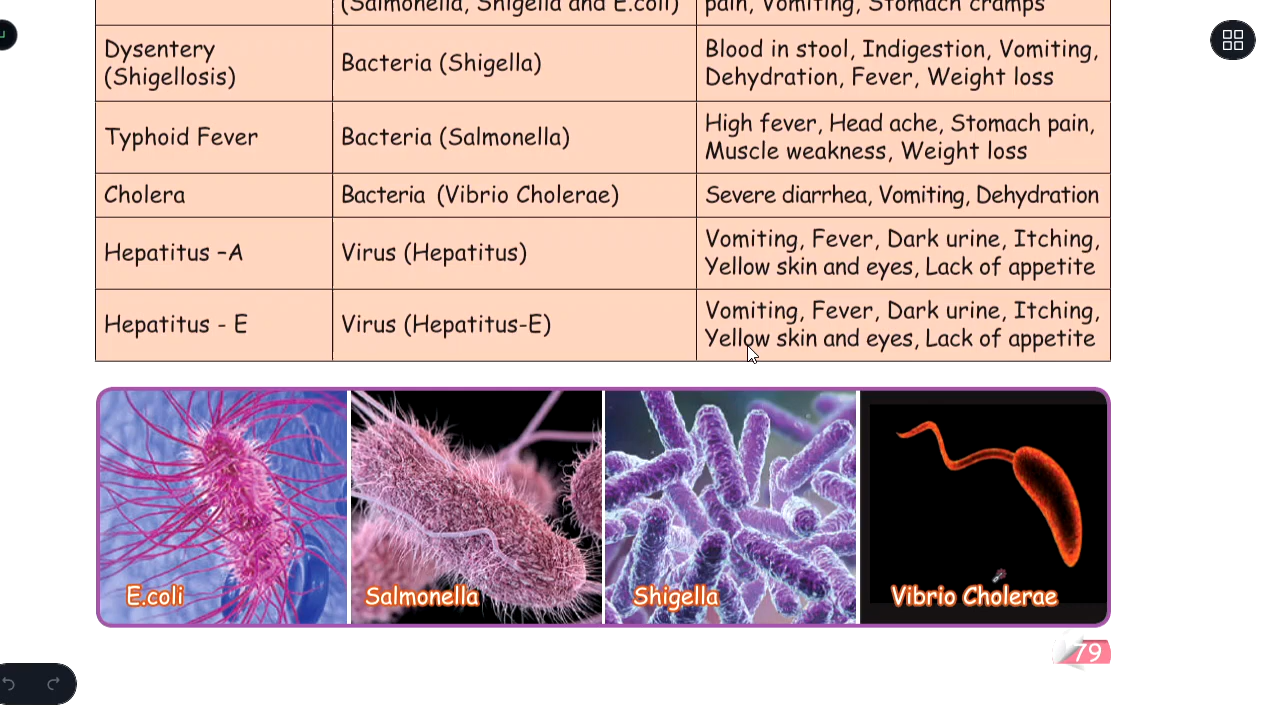 (Salmonella, Shigella and E.coli)
pain, Vomiting, Stomach cramps
Dysentery
(Shigellosis)
Bacteria (Shigella)
Blood in stool, Indigestion, Vomiting,
Dehydration, Fever, Weight loss
Typhoid Fever
Bacteria (Salmonella)
High fever, Head ache, Stomach pain,
Muscle weakness, Weight loss
Cholera
Bacteria (Vibrio Cholerae)
Severe diarrhea, Vomiting, Dehydration
Hepatitus –A
Virus (Hepatitus)
Vomiting, Fever, Dark urine, Itching,
Yellow skin and eyes, Lack of appetite
Hepatitus - E
Virus (Hepatitus-E)
Vomiting, Fever, Dark urine, Itching,
Yellow skin and eyes, Lack of appetite
E.coli
Salmonella
Shigella
Vibrio Cholerae
79